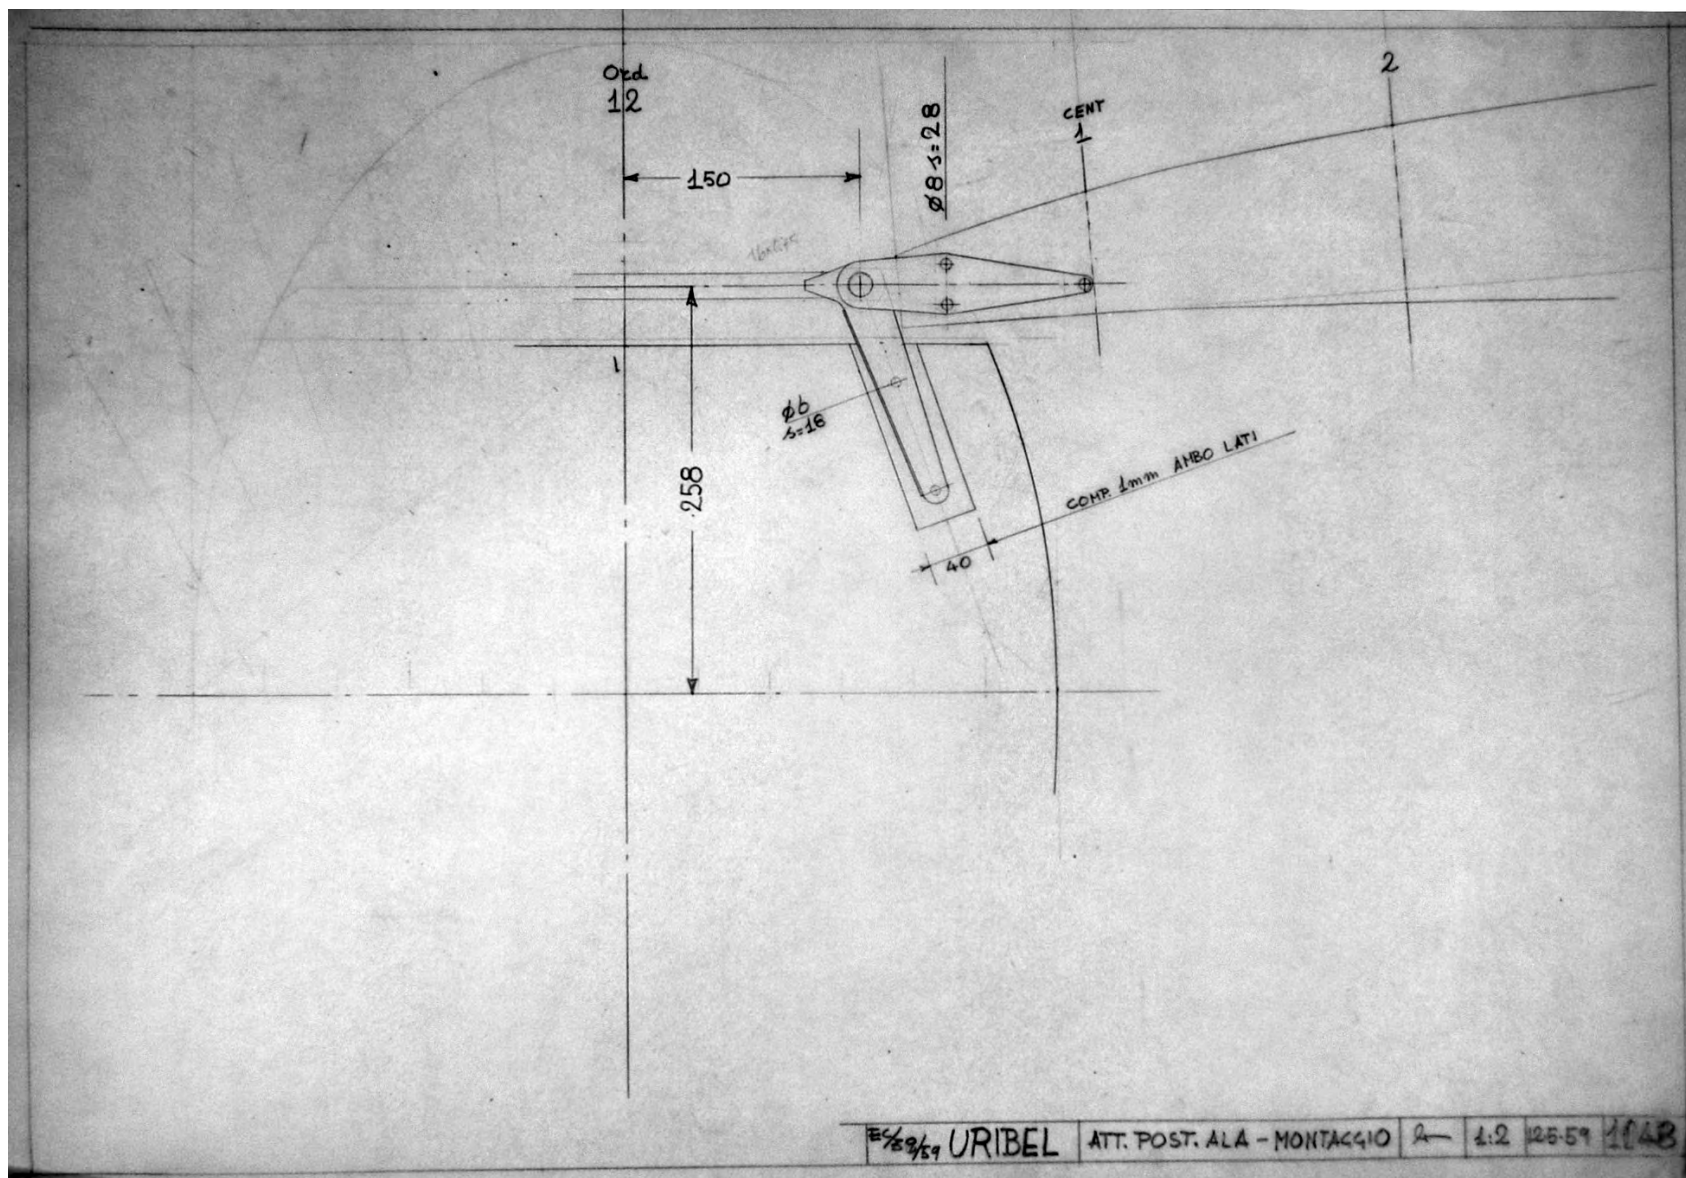 Ord
12
2
CENT
1
150
Ø8 s=28
258
Ø6
s=18
COMP. 1mm AMBO LATI
40
URIBEL
ATT. POST. ALA - MONTAGGIO
1:2